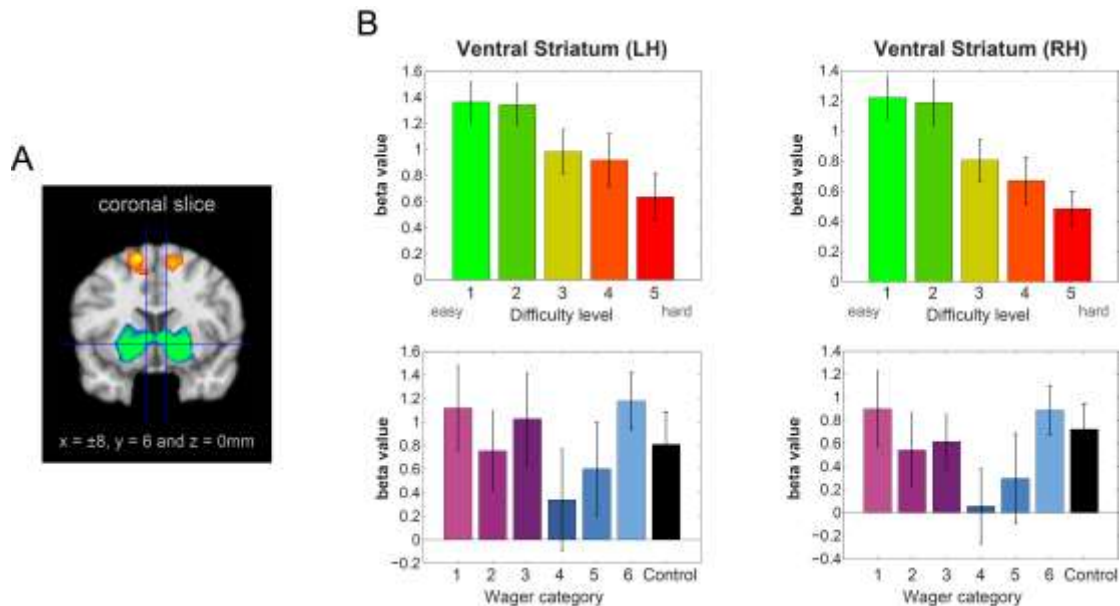 A
coronal slice
x = ±8, y = 6 and z = 0mm
B
Ventral Striatum (LH)
beta value
1.6
1.4
1.2
1
0.8
0.6
0.4
0.2
0
1 2 3 4 5
easy Difficulty level hard
Ventral Striatum (RH)
beta value
1.4
1.2
1
0.8
0.6
0.4
0.2
0
1 2 3 4 5
easy Difficulty level hard
beta value
1.6
1.4
1.2
1
0.8
0.6
0.4
0.2
0
−0.2
1 2 3 4 5 6 Control
Wager category
beta value
1.4
1.2
1
0.8
0.6
0.4
0.2
0
−0.2
−0.4
1 2 3 4 5 6 Control
Wager category